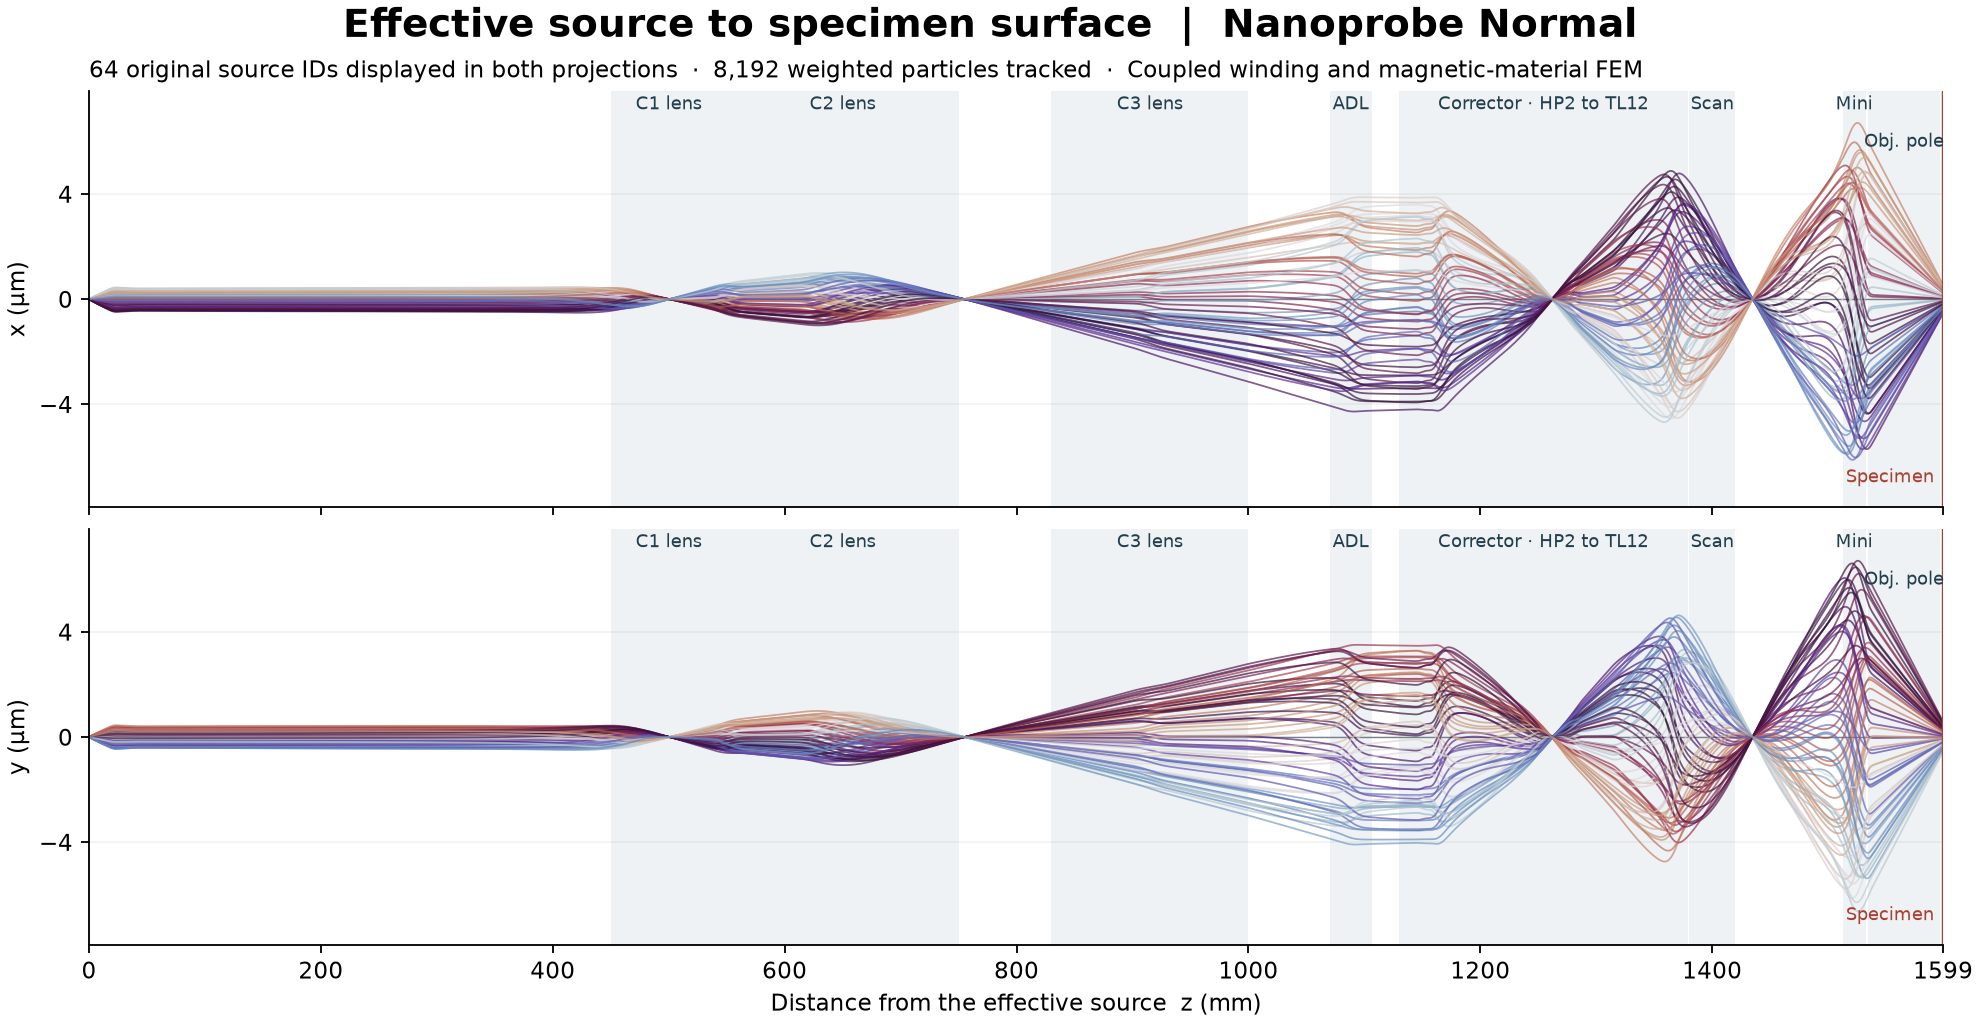 Effective source to specimen surface | Nanoprobe Normal
64 original source IDs displayed in both projections · 8,192 weighted particles tracked · Coupled winding and magnetic-material FEM
C1 lens C2 lens C3 lens ADL Corrector · HP2 to TL12 Scan Mini
Obj. pole
4
0
−4
x (µm)
Specimen
C1 lens C2 lens C3 lens ADL Corrector · HP2 to TL12 Scan Mini
Obj. pole
4
0
−4
y (µm)
Specimen
0 200 400 600 800 1000 1200 1400 1599
Distance from the effective source z (mm)